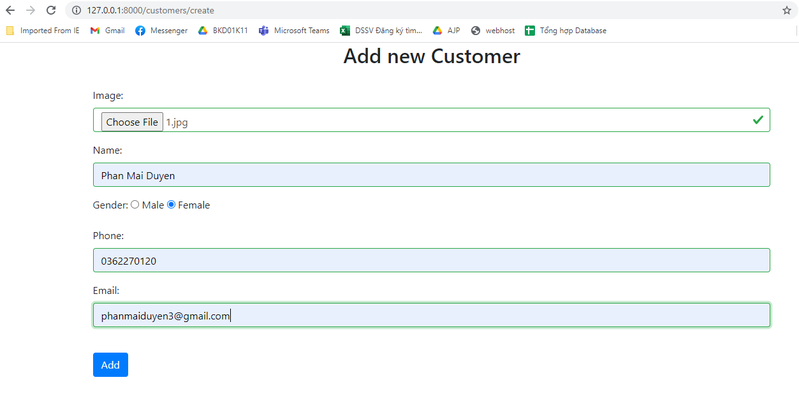 127.0.0.1:8000/customers/create
Imported From IE Gmail Messenger BKD01K11 Microsoft Teams DSSV Đăng ký tìm... AJP webhost Tổng hợp Database
Add new Customer
Image:
Choose File 1.jpg
Name:
Phan Mai Duyen
Gender: Male Female
Phone:
0362270120
Email:
phanmaiduyen3@gmail.com
Add